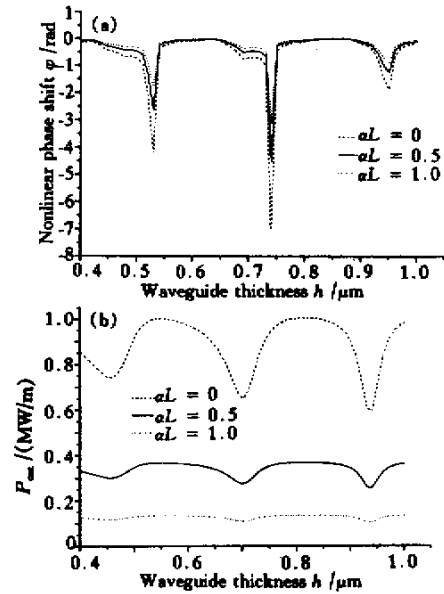 (a)
Nonlinear phase shift φ /rad
1
0
-1
-2
-3
-4
-5
-6
-7
-8
αL = 0
αL = 0.5
αL = 1.0
0.4 0.5 0.6 0.7 0.8 0.9 1.0
Waveguide thickness h /μm
(b)
P_out /(MW/m)
1.0
0.8
0.6
0.4
0.2
0
αL = 0
αL = 0.5
αL = 1.0
0.4 0.6 0.8 1.0
Waveguide thickness h /μm